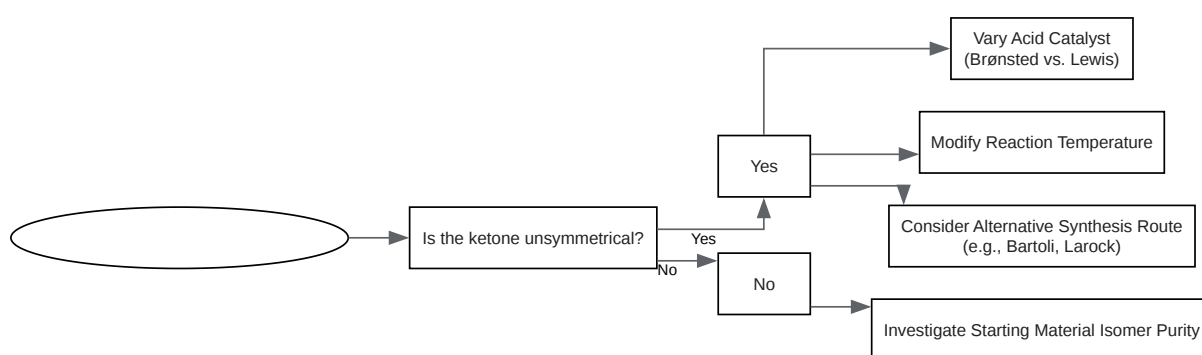 Vary Acid Catalyst
(Brønsted vs. Lewis)
Modify Reaction Temperature
Yes
Consider Alternative Synthesis Route
(e.g., Bartoli, Larock)
Is the ketone unsymmetrical?
Yes
No
No
Investigate Starting Material Isomer Purity